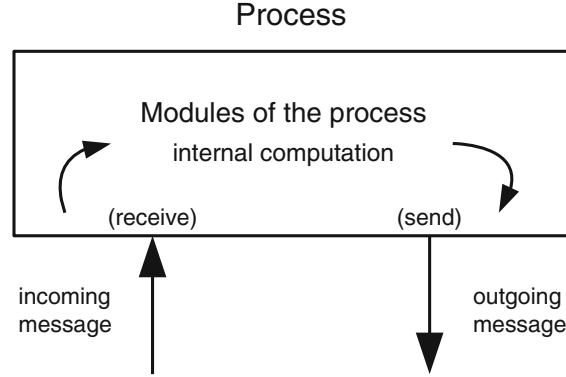 Process
Modules of the process
internal computation
(receive)
(send)
incoming
message
outgoing
message